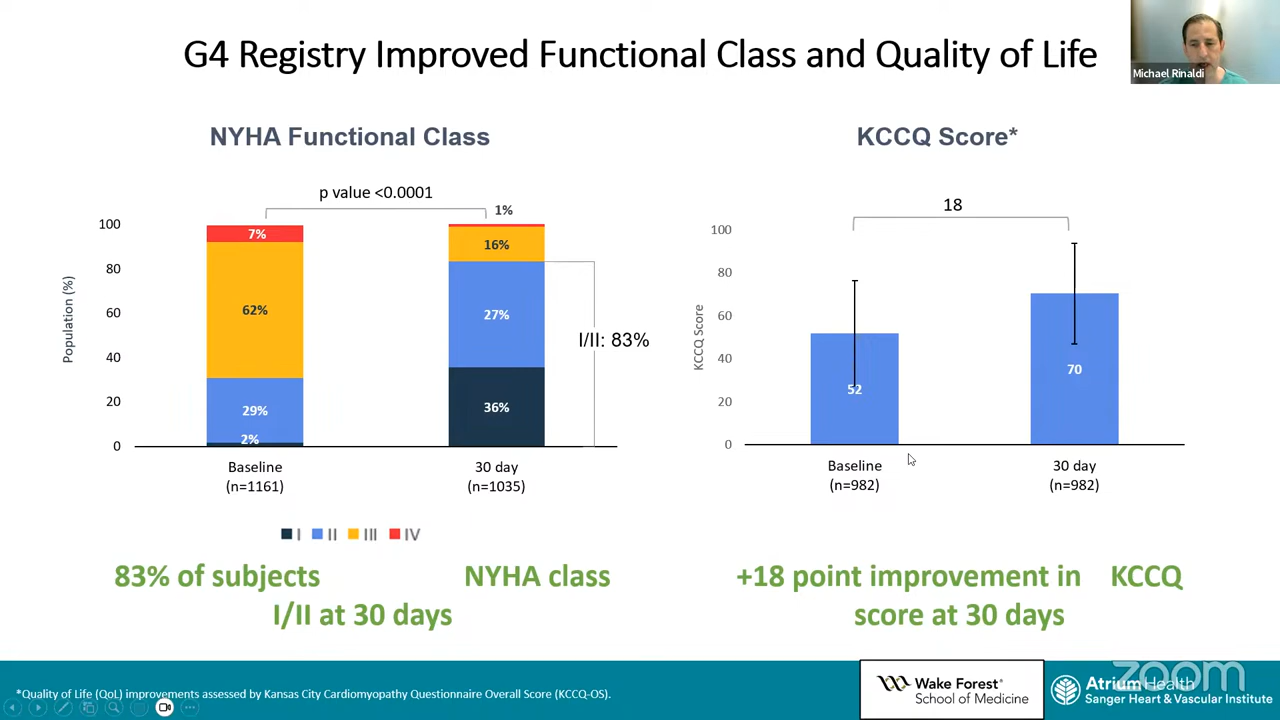 G4 Registry Improved Functional Class and Quality of Life
Michael Rinaldi
NYHA Functional Class
p value <0.0001
1%
100
80
60
40
20
0
Population (%)
7%
62%
29%
2%
16%
27%
36%
I/II: 83%
Baseline
(n=1161)
30 day
(n=1035)
I II III IV
83% of subjects NYHA class
I/II at 30 days
KCCQ Score*
18
100
80
60
40
20
0
KCCQ Score
52
70
Baseline
(n=982)
30 day
(n=982)
+18 point improvement in KCCQ
score at 30 days
*Quality of Life (QoL) improvements assessed by Kansas City Cardiomyopathy Questionnaire Overall Score (KCCQ-OS).
Wake Forest®
School of Medicine
Atrium Health
Sanger Heart & Vascular Institute
zoom